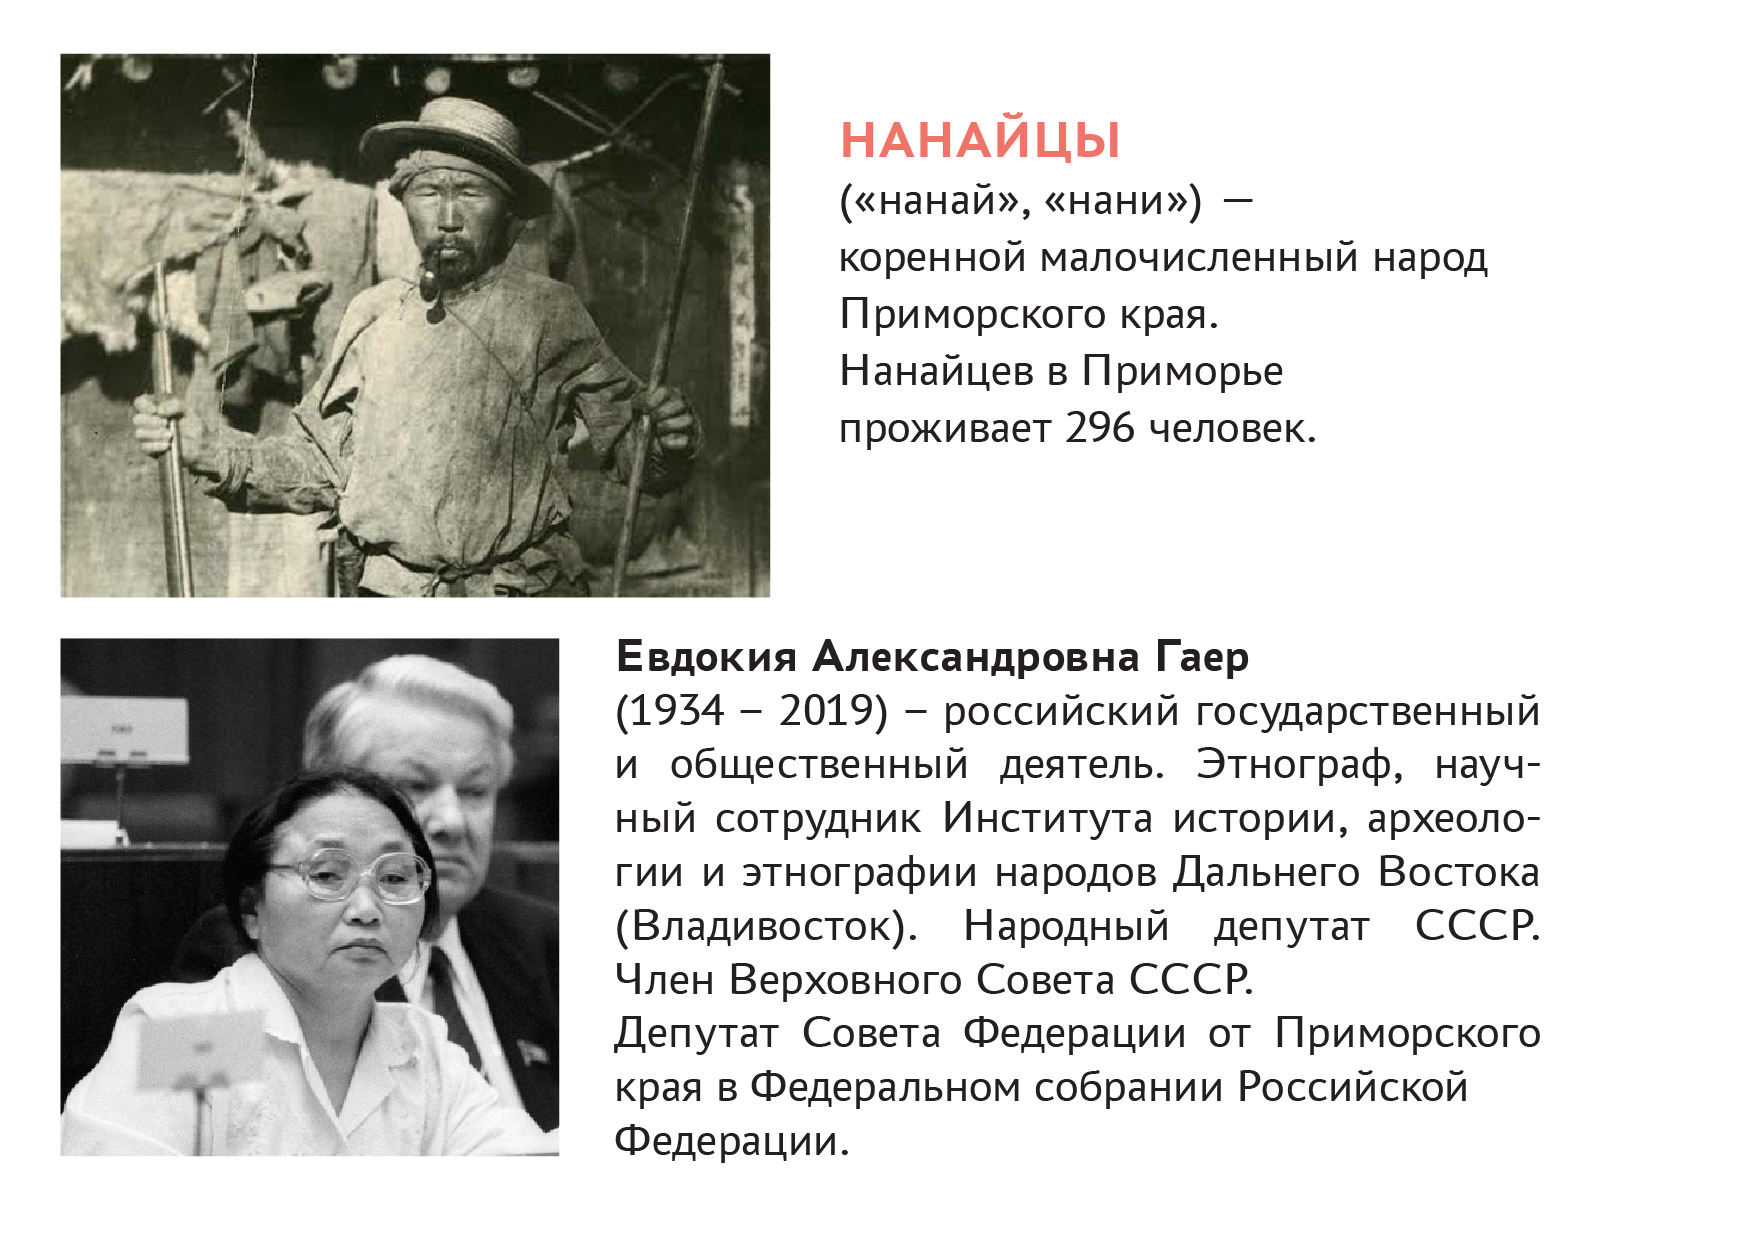 НАНАЙЦЫ
(«нанай», «нани») —
коренной малочисленный народ
Приморского края.
Нанайцев в Приморье
проживает 296 человек.
Евдокия Александровна Гаер
(1934 – 2019) – российский государственный
и общественный деятель. Этнограф, науч-
ный сотрудник Института истории, археоло-
гии и этнографии народов Дальнего Востока
(Владивосток). Народный депутат СССР.
Член Верховного Совета СССР.
Депутат Совета Федерации от Приморского
края в Федеральном собрании Российской
Федерации.